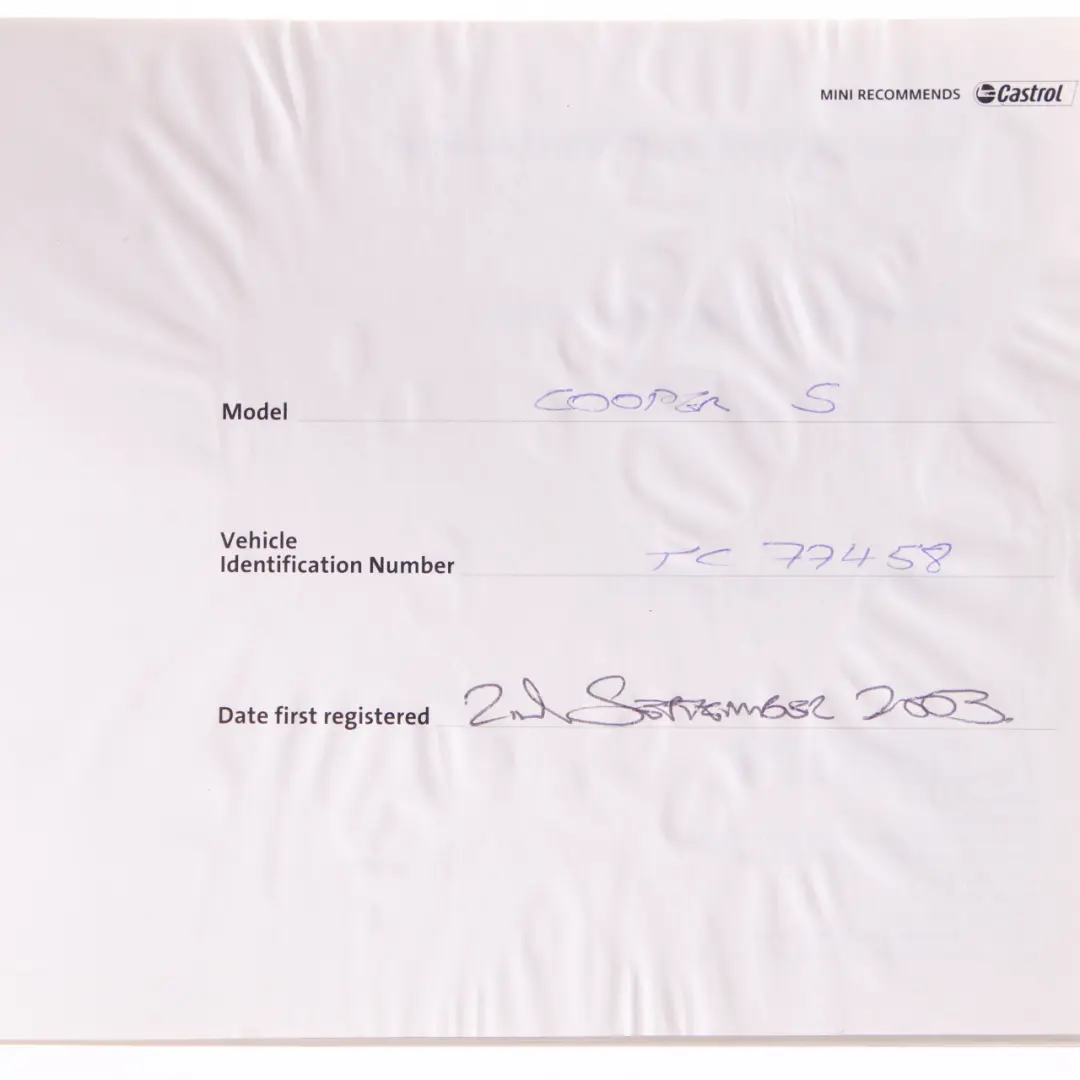 MINI RECOMMENDS Castrol
Model COOPER S
Vehicle
Identification Number TC 77458
Date first registered 2nd SEPTEMBER 2003.